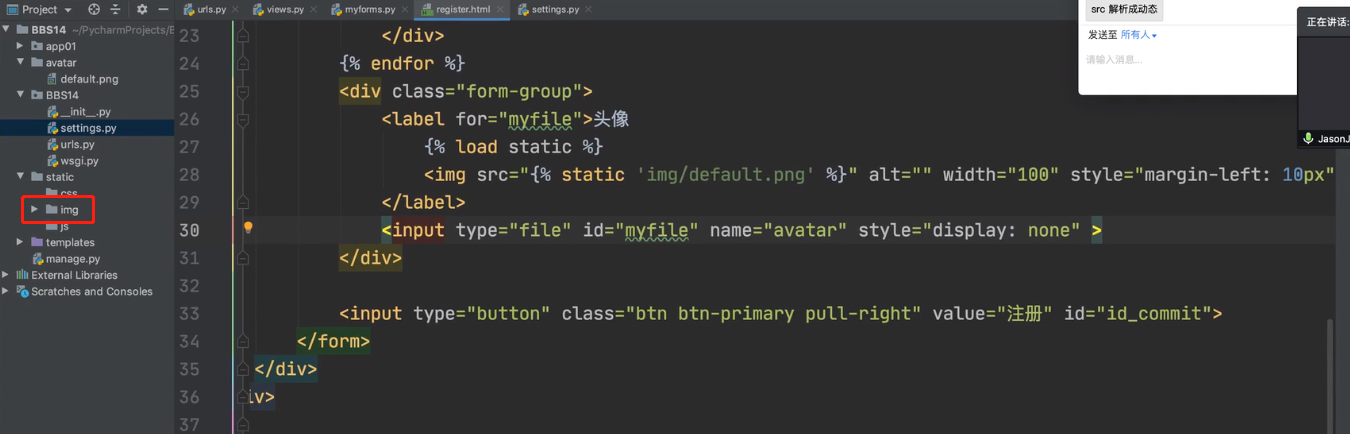 Project
urls.py
views.py
myforms.py
register.html
settings.py
BBS14 ~/PycharmProjects/
app01
avatar
default.png
BBS14
__init__.py
settings.py
urls.py
wsgi.py
static
css
img
js
templates
manage.py
External Libraries
Scratches and Consoles
23 </div>
24 {% endfor %}
25 <div class="form-group">
26 <label for="myfile">头像
27 {% load static %}
28 <img src="{% static 'img/default.png' %}" alt="" width="100" style="margin-left: 10px"
29 </label>
30 <input type="file" id="myfile" name="avatar" style="display: none" >
31 </div>
32
33 <input type="button" class="btn btn-primary pull-right" value="注册" id="id_commit">
34 </form>
35 </div>
36 iv>
37
src 解析成动态
发送至 所有人
请输入消息...
正在讲话:
JasonJ